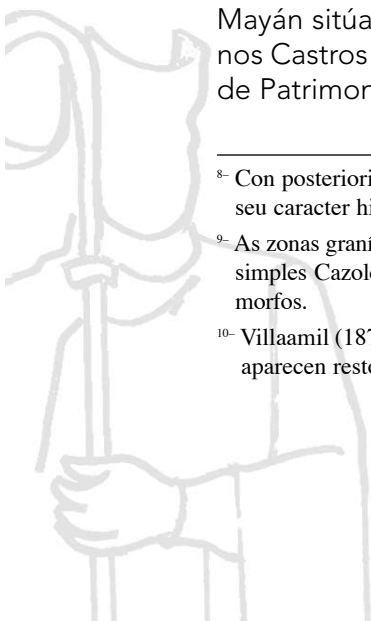 Mayán sitúa
nos Castros
de Patrimon
8– Con posteriori
seu caracter hi
9– As zonas graní
simples Cazol
morfos.
10– Villaamil (187
aparecen resto